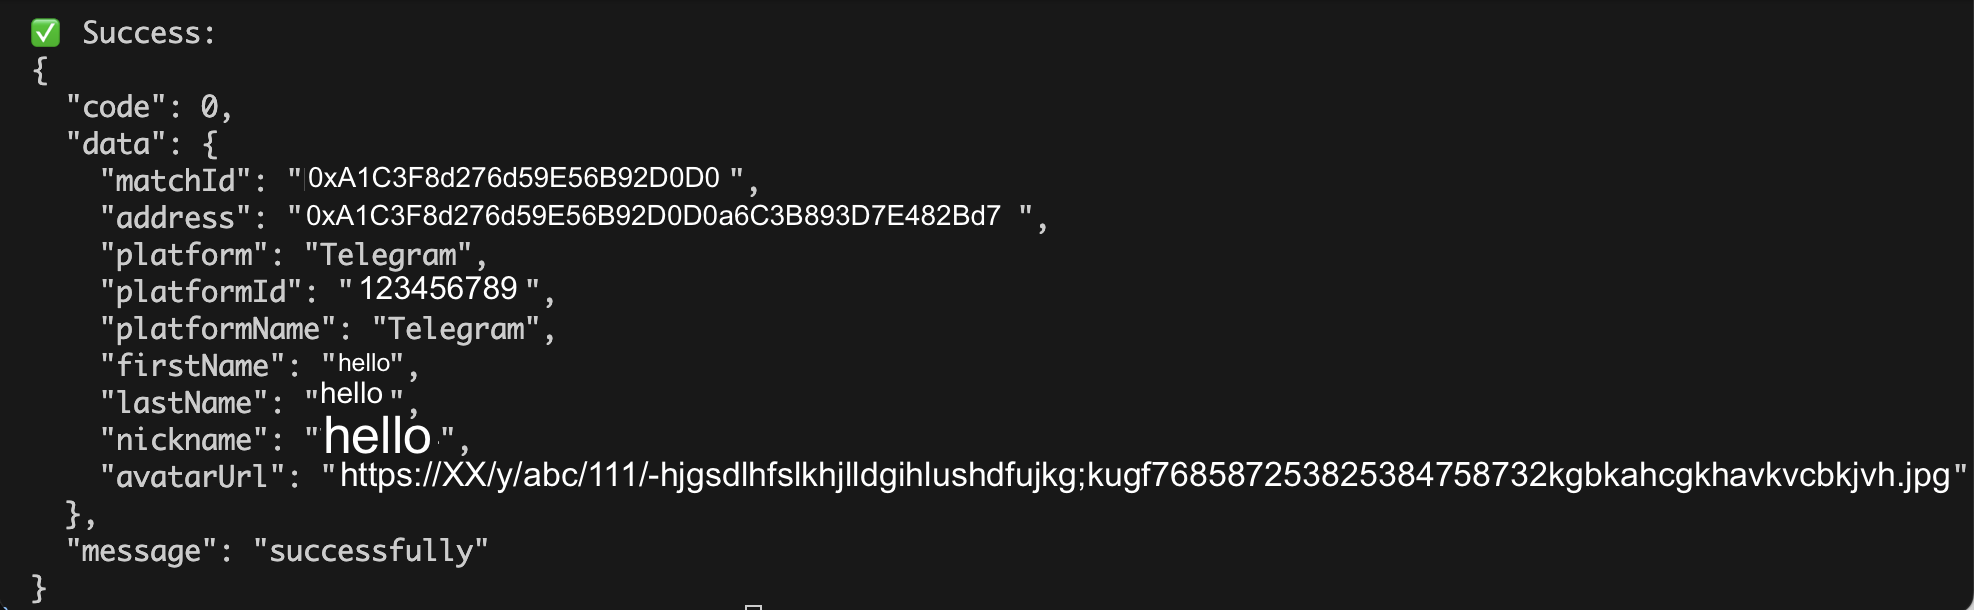 ✅ Success:
{
"code": 0,
"data": {
"matchId": "0xA1C3F8d276d59E56B92D0D0 ",
"address": "0xA1C3F8d276d59E56B92D0D0a6C3B893D7E482Bd7 ",
"platform": "Telegram",
"platformId": "123456789 ",
"platformName": "Telegram",
"firstName": "hello",
"lastName": "hello ",
"nickname": "hello ",
"avatarUrl": "https://XX/y/abc/111/-hjgsdlhfslkhjlldgihlushdfujkg;kugf768587253825384758732kgbkahcgkhavkvcbkjvh.jpg"
},
"message": "successfully"
}